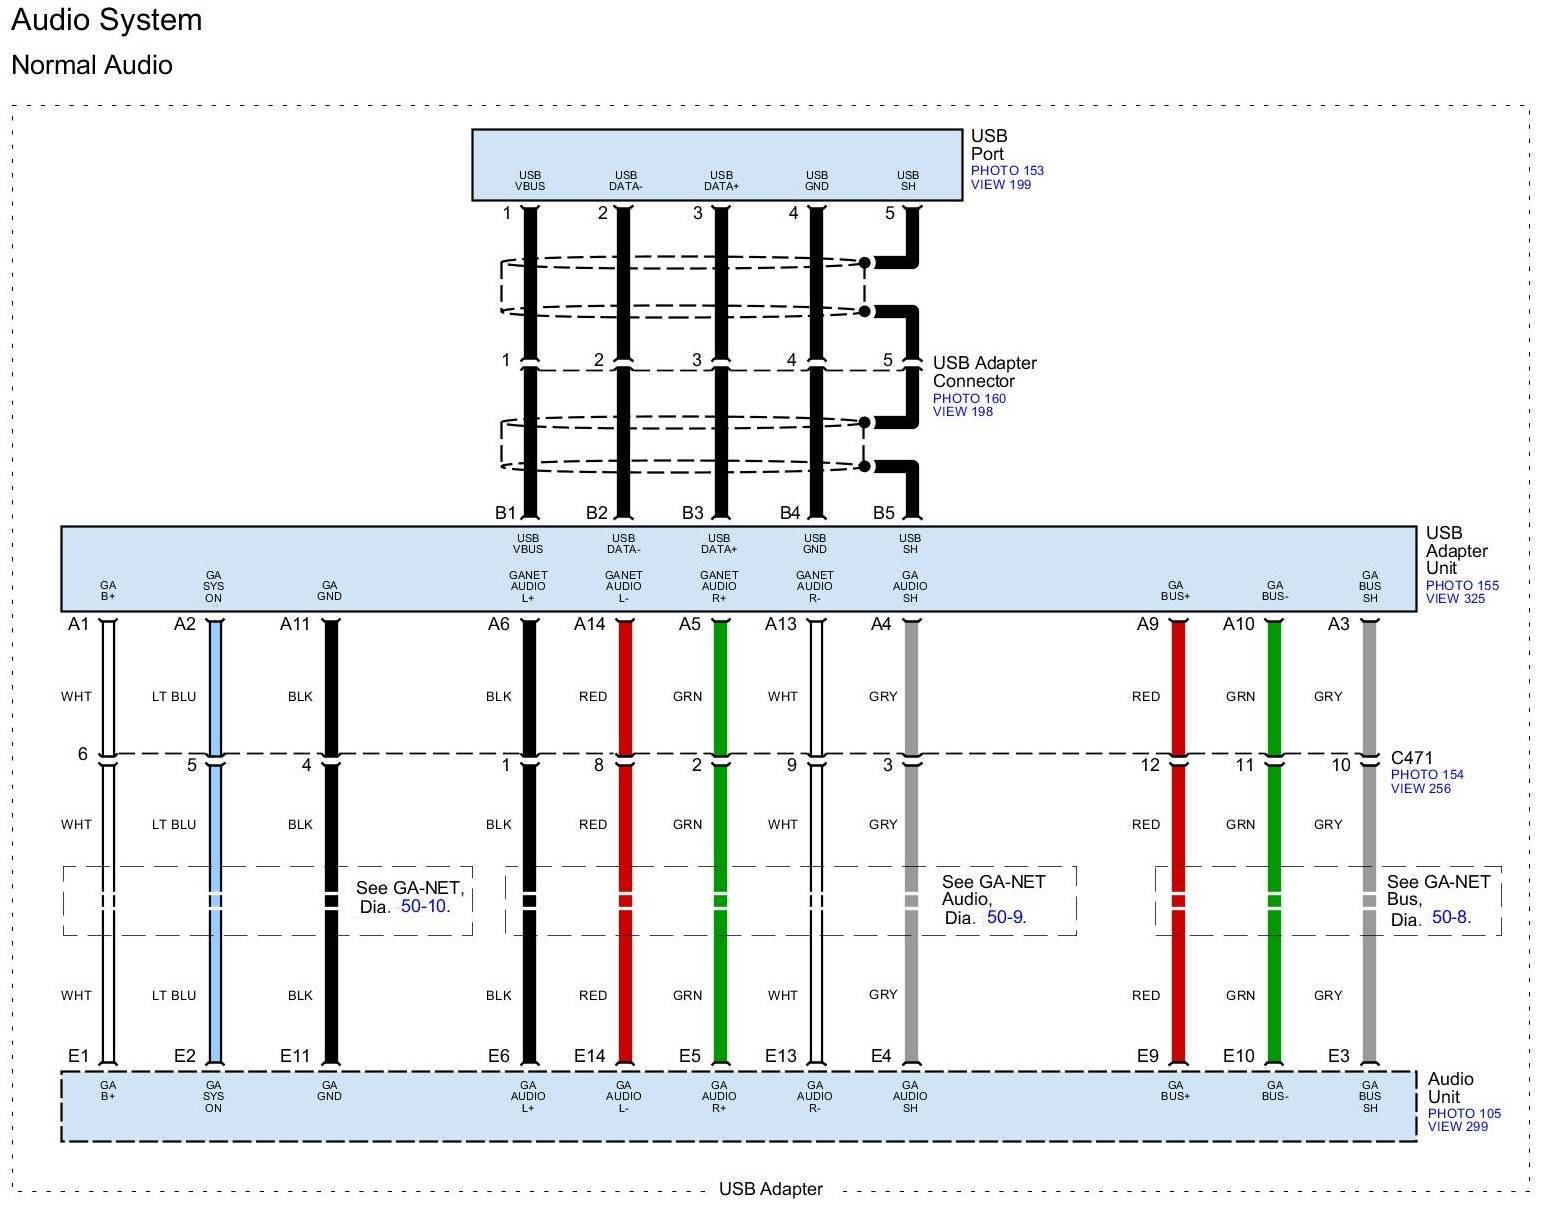 Audio System
Normal Audio
USB
Port
PHOTO 153
VIEW 199
USB VBUS
USB DATA-
USB DATA+
USB GND
USB SH
1 2 3 4 5
1 2 3 4 5
USB Adapter
Connector
PHOTO 160
VIEW 198
B1 B2 B3 B4 B5
USB VBUS
USB DATA-
USB DATA+
USB GND
USB SH
USB
Adapter
Unit
PHOTO 155
VIEW 325
GA B+
GA SYS ON
GA GND
GANET AUDIO L+
GANET AUDIO L-
GANET AUDIO R+
GANET AUDIO R-
GA AUDIO SH
GA BUS+
GA BUS-
GA BUS SH
A1 A2 A11 A6 A14 A5 A13 A4 A9 A10 A3
WHT LT BLU BLK BLK RED GRN WHT GRY RED GRN GRY
6 5 4 1 8 2 9 3 12 11 10
C471
PHOTO 154
VIEW 256
WHT LT BLU BLK BLK RED GRN WHT GRY RED GRN GRY
See GA-NET,
Dia. 50-10.
See GA-NET
Audio,
Dia. 50-9.
See GA-NET
Bus,
Dia. 50-8.
WHT LT BLU BLK BLK RED GRN WHT GRY RED GRN GRY
E1 E2 E11 E6 E14 E5 E13 E4 E9 E10 E3
GA B+
GA SYS ON
GA GND
GA AUDIO L+
GA AUDIO L-
GA AUDIO R+
GA AUDIO R-
GA AUDIO SH
GA BUS+
GA BUS-
GA BUS SH
Audio
Unit
PHOTO 105
VIEW 299
USB Adapter